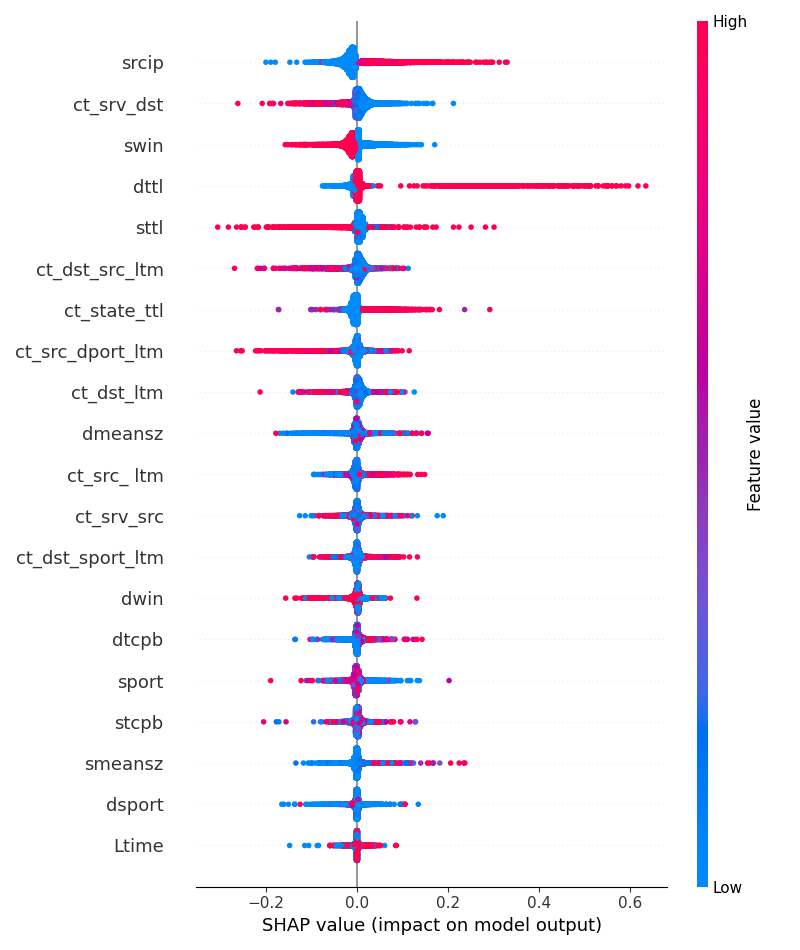 High
srcip
ct_srv_dst
swin
dttl
sttl
ct_dst_src_ltm
ct_state_ttl
ct_src_dport_ltm
ct_dst_ltm
dmeansz
ct_src_ ltm
ct_srv_src
ct_dst_sport_ltm
dwin
dtcpb
sport
stcpb
smeansz
dsport
Ltime
Feature value
Low
−0.2 0.0 0.2 0.4 0.6
SHAP value (impact on model output)